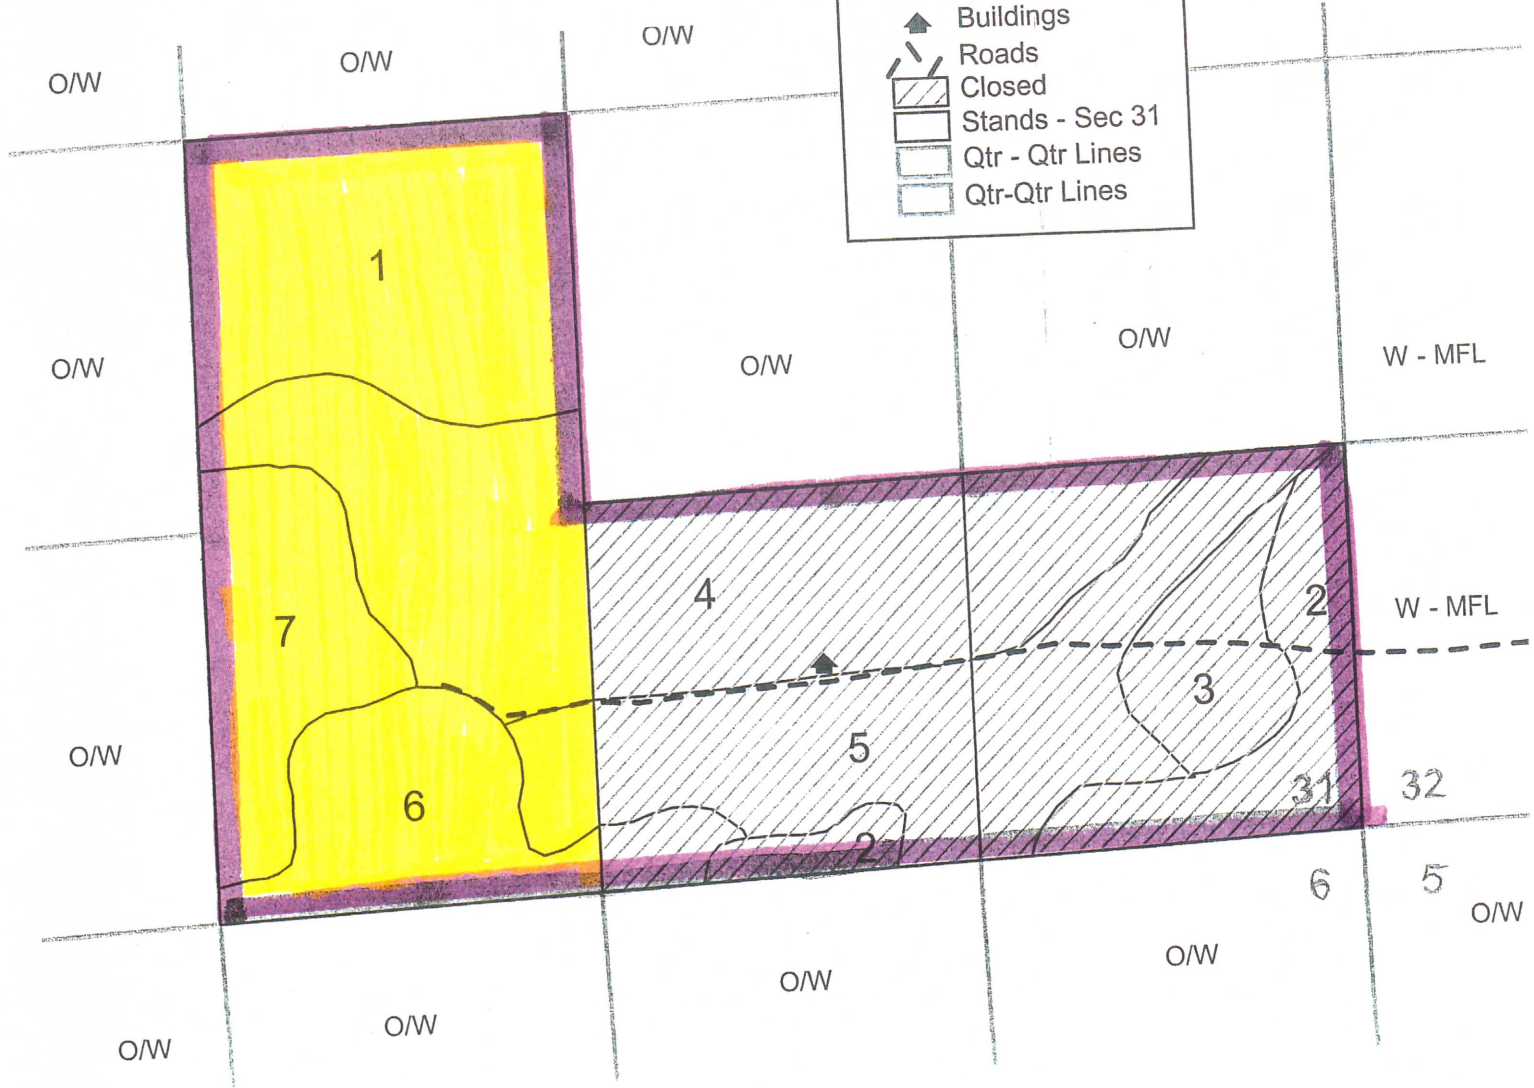 Buildings
Roads
Closed
Stands - Sec 31
Qtr - Qtr Lines
Qtr-Qtr Lines
O/W
O/W
O/W
1
O/W
O/W
O/W
W - MFL
4
2
W - MFL
7
3
O/W
5
6
31
32
2
6
5
O/W
O/W
O/W
O/W
O/W